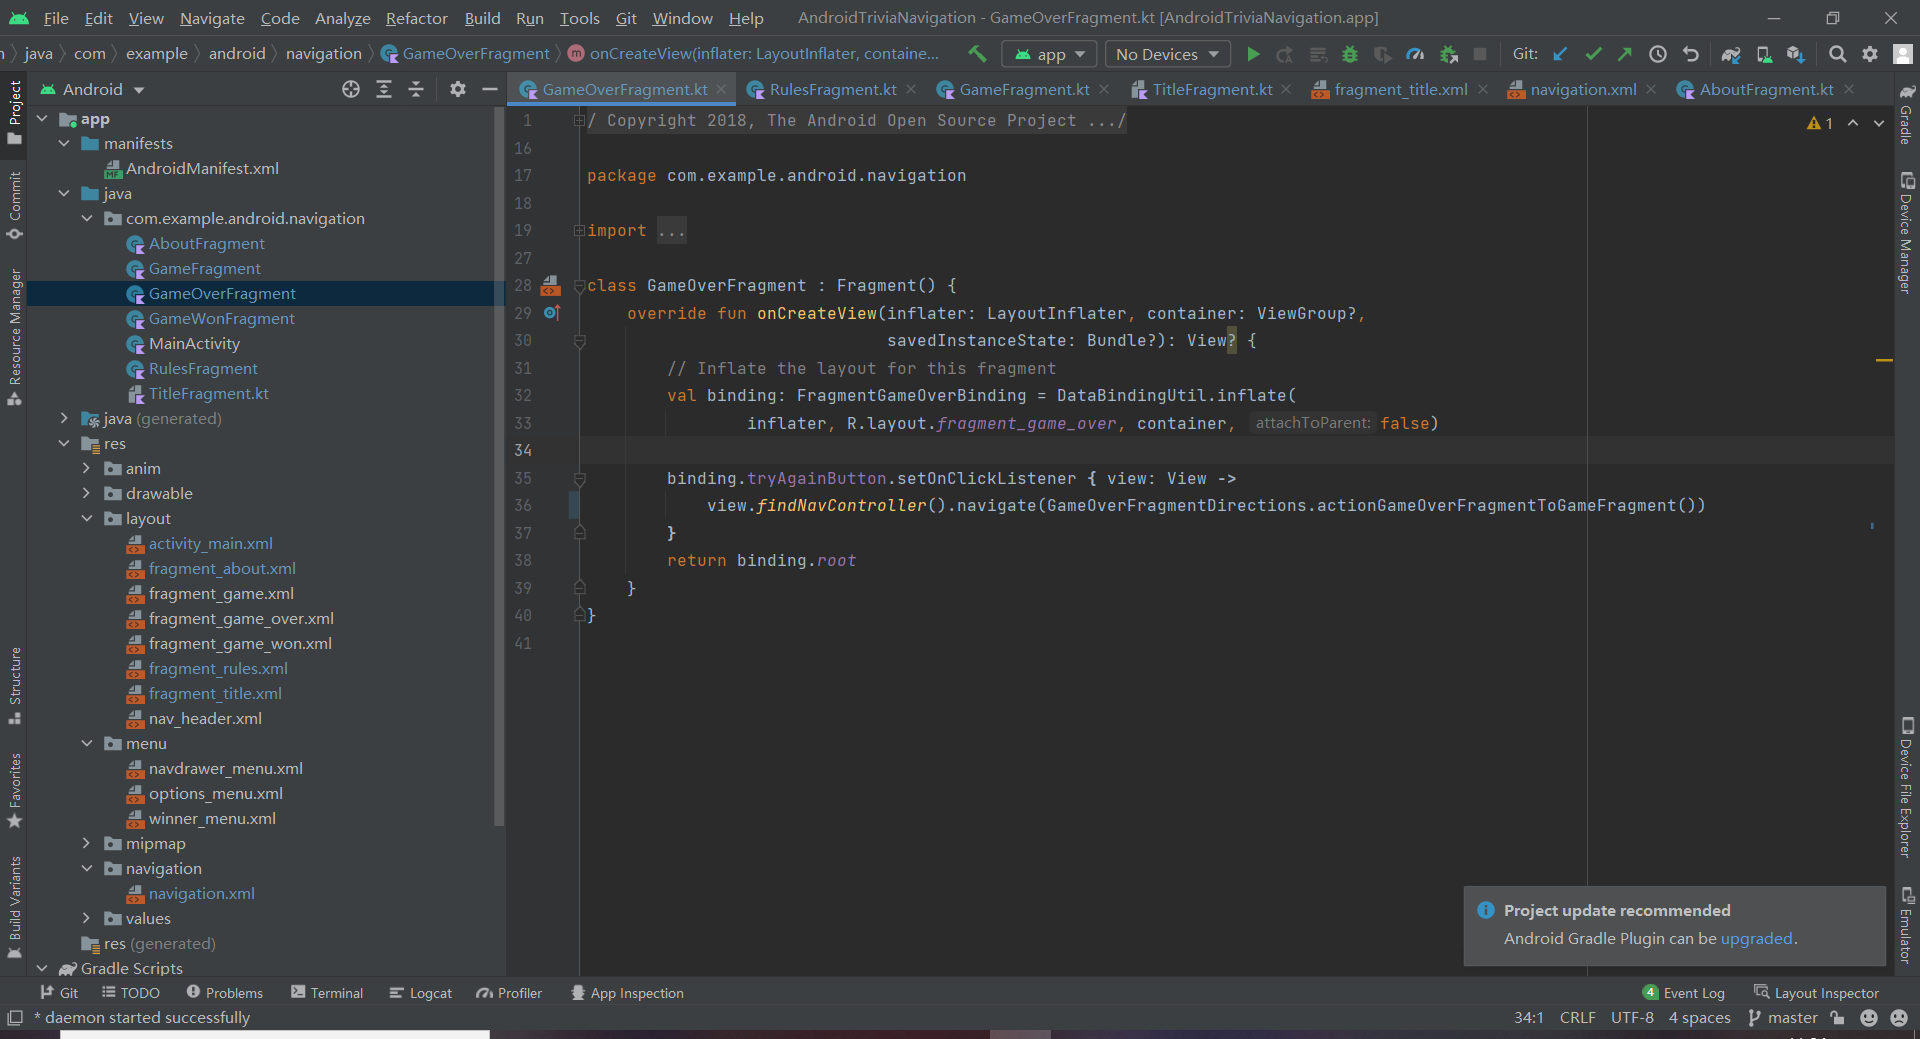 File Edit View Navigate Code Analyze Refactor Build Run Tools Git Window Help AndroidTriviaNavigation - GameOverFragment.kt [AndroidTriviaNavigation.app]
java com example android navigation GameOverFragment onCreateView(inflater: LayoutInflater, containe... app No Devices Git:
Android
GameOverFragment.kt RulesFragment.kt GameFragment.kt TitleFragment.kt fragment_title.xml navigation.xml AboutFragment.kt
Project
Commit
Resource Manager
Structure
Favorites
Build Variants
app
manifests
AndroidManifest.xml
java
com.example.android.navigation
AboutFragment
GameFragment
GameOverFragment
GameWonFragment
MainActivity
RulesFragment
TitleFragment.kt
java (generated)
res
anim
drawable
layout
activity_main.xml
fragment_about.xml
fragment_game.xml
fragment_game_over.xml
fragment_game_won.xml
fragment_rules.xml
fragment_title.xml
nav_header.xml
menu
navdrawer_menu.xml
options_menu.xml
winner_menu.xml
mipmap
navigation
navigation.xml
values
res (generated)
Gradle Scripts
1 / Copyright 2018, The Android Open Source Project .../
16
17 package com.example.android.navigation
18
19 import ...
27
28 class GameOverFragment : Fragment() {
29 override fun onCreateView(inflater: LayoutInflater, container: ViewGroup?,
30 savedInstanceState: Bundle?): View? {
31 // Inflate the layout for this fragment
32 val binding: FragmentGameOverBinding = DataBindingUtil.inflate(
33 inflater, R.layout.fragment_game_over, container, attachToParent: false)
34
35 binding.tryAgainButton.setOnClickListener { view: View ->
36 view.findNavController().navigate(GameOverFragmentDirections.actionGameOverFragmentToGameFragment())
37 }
38 return binding.root
39 }
40 }
41
1
Gradle
Device Manager
Device File Explorer
Emulator
Project update recommended
Android Gradle Plugin can be upgraded.
Git TODO Problems Terminal Logcat Profiler App Inspection 4 Event Log Layout Inspector
* daemon started successfully 34:1 CRLF UTF-8 4 spaces master